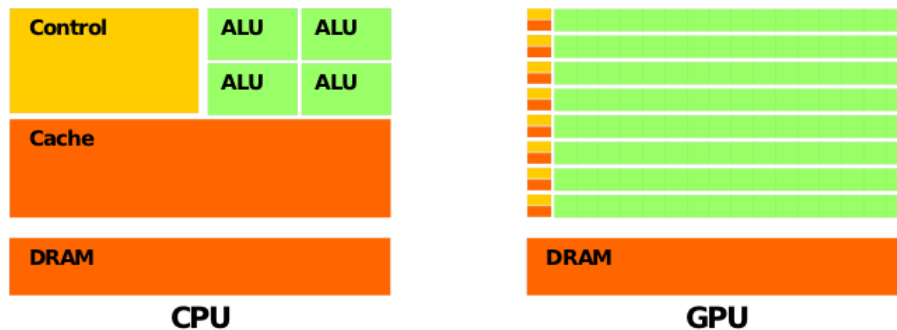 Control
ALU ALU
ALU ALU
Cache
DRAM
CPU
DRAM
GPU